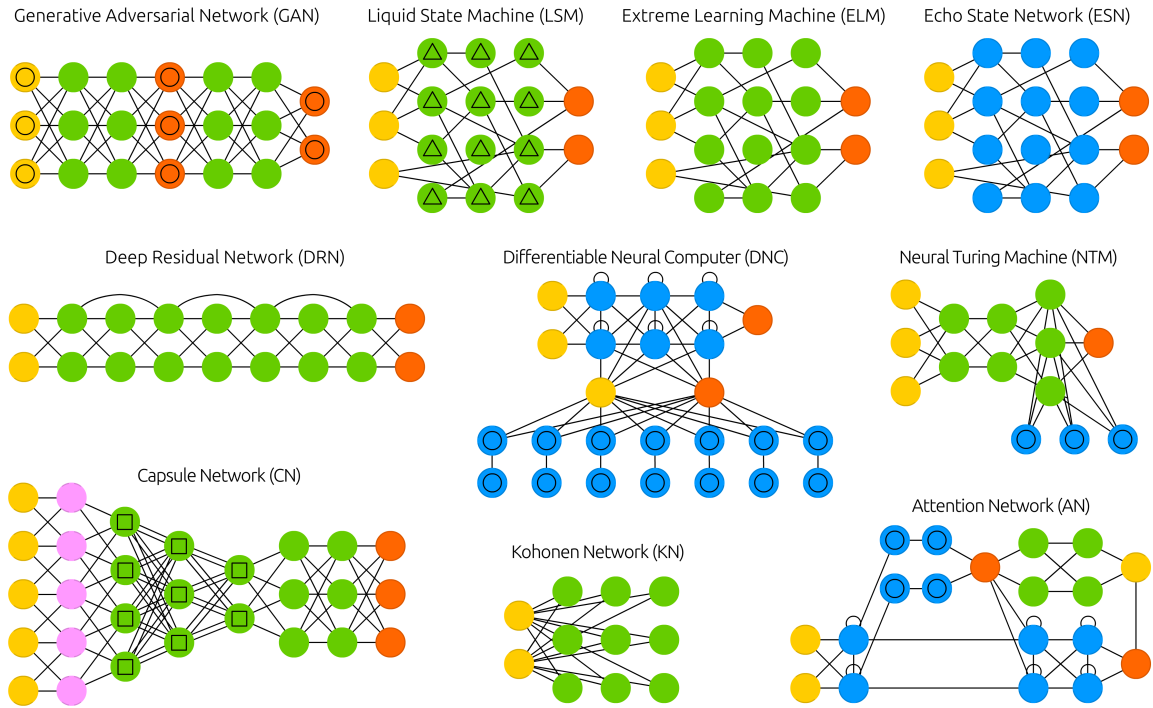 Generative Adversarial Network (GAN)
Liquid State Machine (LSM)
Extreme Learning Machine (ELM)
Echo State Network (ESN)
Deep Residual Network (DRN)
Differentiable Neural Computer (DNC)
Neural Turing Machine (NTM)
Capsule Network (CN)
Kohonen Network (KN)
Attention Network (AN)